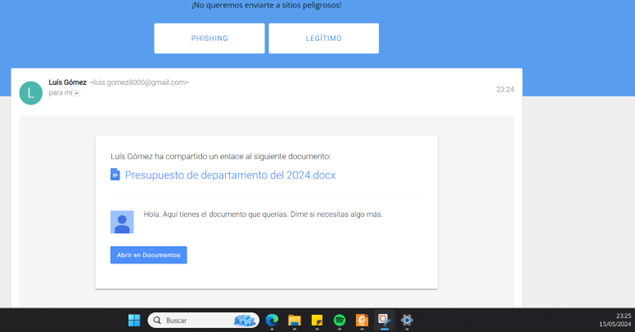 ¡No queremos enviarte a sitios peligrosos!
PHISHING
LEGÍTIMO
L
Luís Gómez <luis.gomez8000@gmail.com>
para mí
23:24
Luís Gómez ha compartido un enlace al siguiente documento:
Presupuesto de departamento del 2024.docx
Hola. Aquí tienes el documento que querías. Dime si necesitas algo más.
Abrir en Documentos
Buscar
23:25
15/05/2024